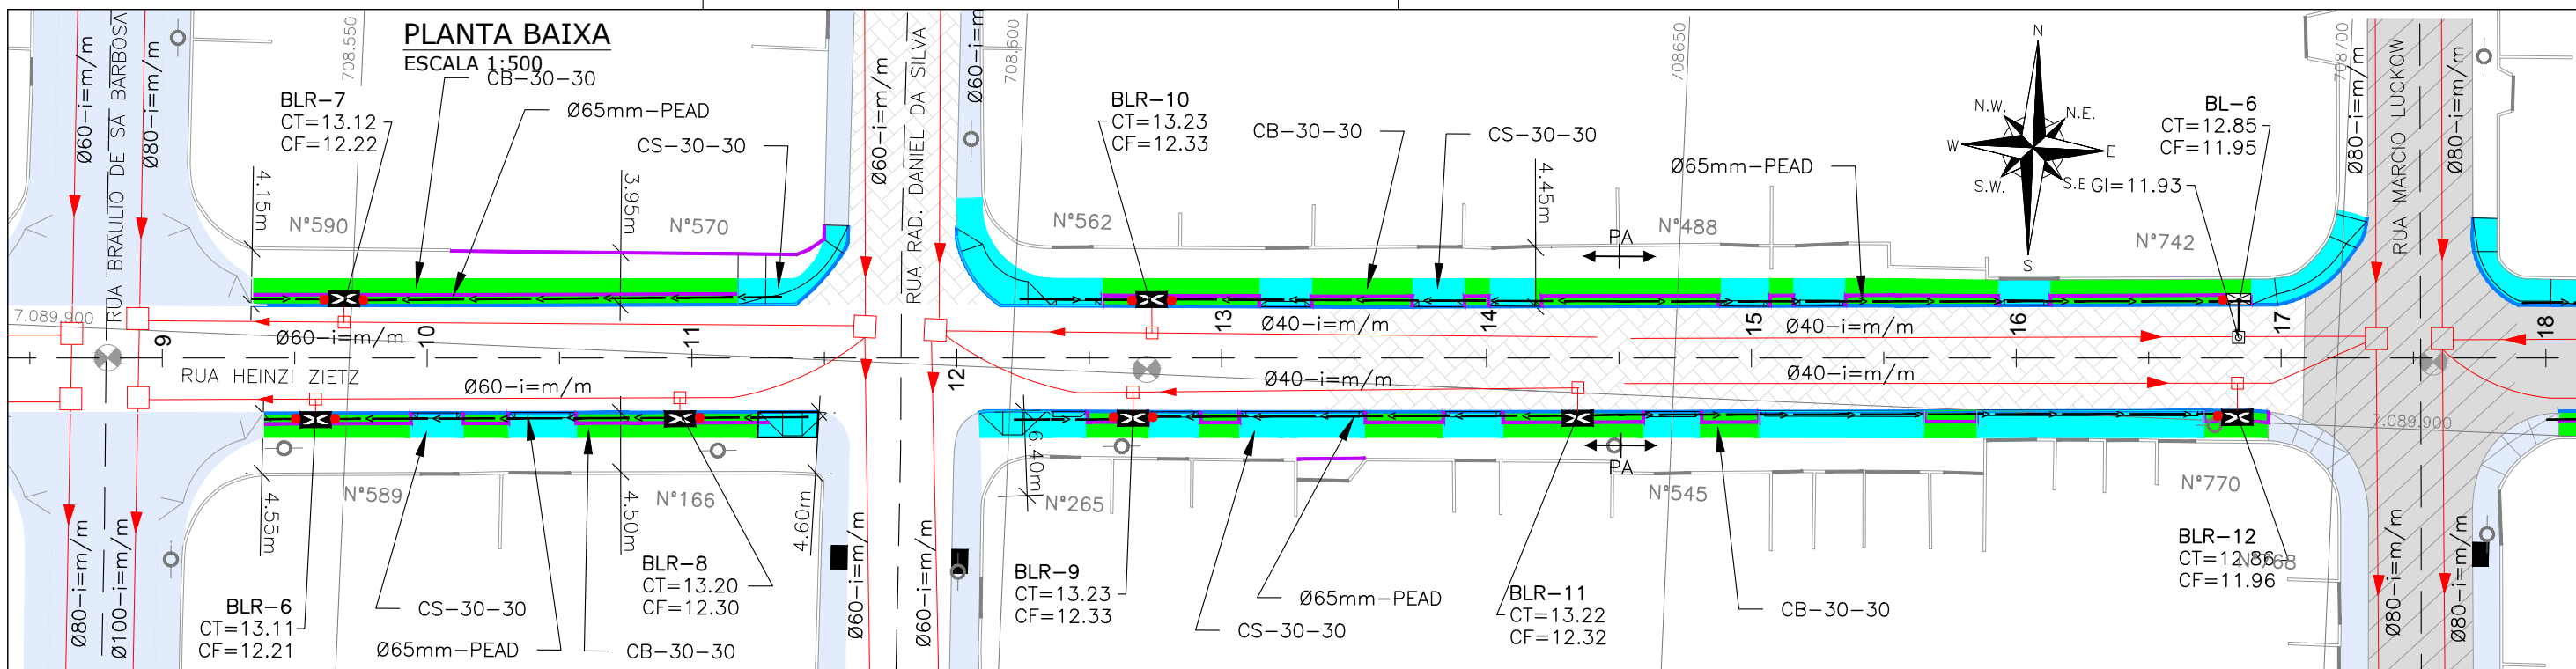 PLANTA BAIXA
ESCALA 1:500
RUA BRAULIO DE SÁ BARBOSA
Ø60-i=m/m
Ø80-i=m/m
708.550
BLR-7
CT=13.12
CF=12.22
CB-30-30
Ø65mm-PEAD
CS-30-30
4.15m
3.95m
N°590
N°570
Ø60-i=m/m
RUA RAD. DANIEL DA SILVA
Ø60-i=m/m
708.600
BLR-10
CT=13.23
CF=12.33
CB-30-30
CS-30-30
4.45m
Ø65mm-PEAD
708650
N°562
PA
N°488
N
N.E.
E
S.E
S
S.W.
W
N.W.
BL-6
CT=12.85
CF=11.95
GI=11.93
N°742
708700
Ø80-i=m/m
RUA MARCIO LUCKOW
Ø80-i=m/m
7.089.900
9
10
11
12
13
14
15
16
17
18
Ø60-i=m/m
Ø40-i=m/m
Ø40-i=m/m
RUA HEINZI ZIETZ
Ø60-i=m/m
Ø40-i=m/m
Ø40-i=m/m
7.089.900
Ø80-i=m/m
Ø100-i=m/m
4.55m
N°589
4.50m
N°166
4.60m
BLR-6
CT=13.11
CF=12.21
CS-30-30
Ø65mm-PEAD
CB-30-30
BLR-8
CT=13.20
CF=12.30
Ø60-i=m/m
Ø60-i=m/m
6.40m
N°265
BLR-9
CT=13.23
CF=12.33
CS-30-30
Ø65mm-PEAD
BLR-11
CT=13.22
CF=12.32
PA
N°545
CB-30-30
N°770
BLR-12
CT=12.86
N°768
CF=11.96
Ø80-i=m/m
Ø80-i=m/m